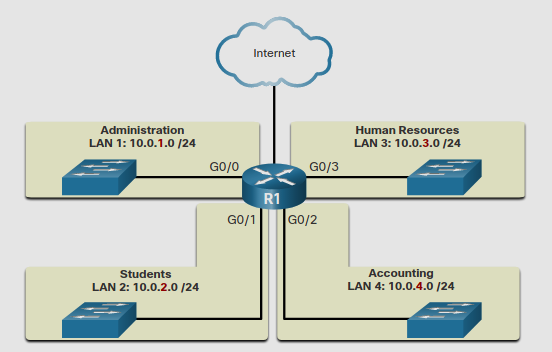 Internet
Administration
LAN 1: 10.0.1.0 /24
Human Resources
LAN 3: 10.0.3.0 /24
G0/0
G0/3
R1
G0/1
G0/2
Students
LAN 2: 10.0.2.0 /24
Accounting
LAN 4: 10.0.4.0 /24